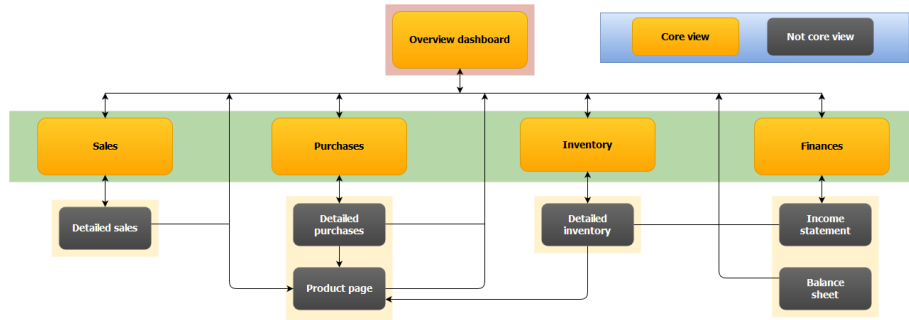 Overview dashboard
Core view
Not core view
Sales
Purchases
Inventory
Finances
Detailed sales
Detailed
purchases
Detailed
inventory
Income
statement
Product page
Balance
sheet